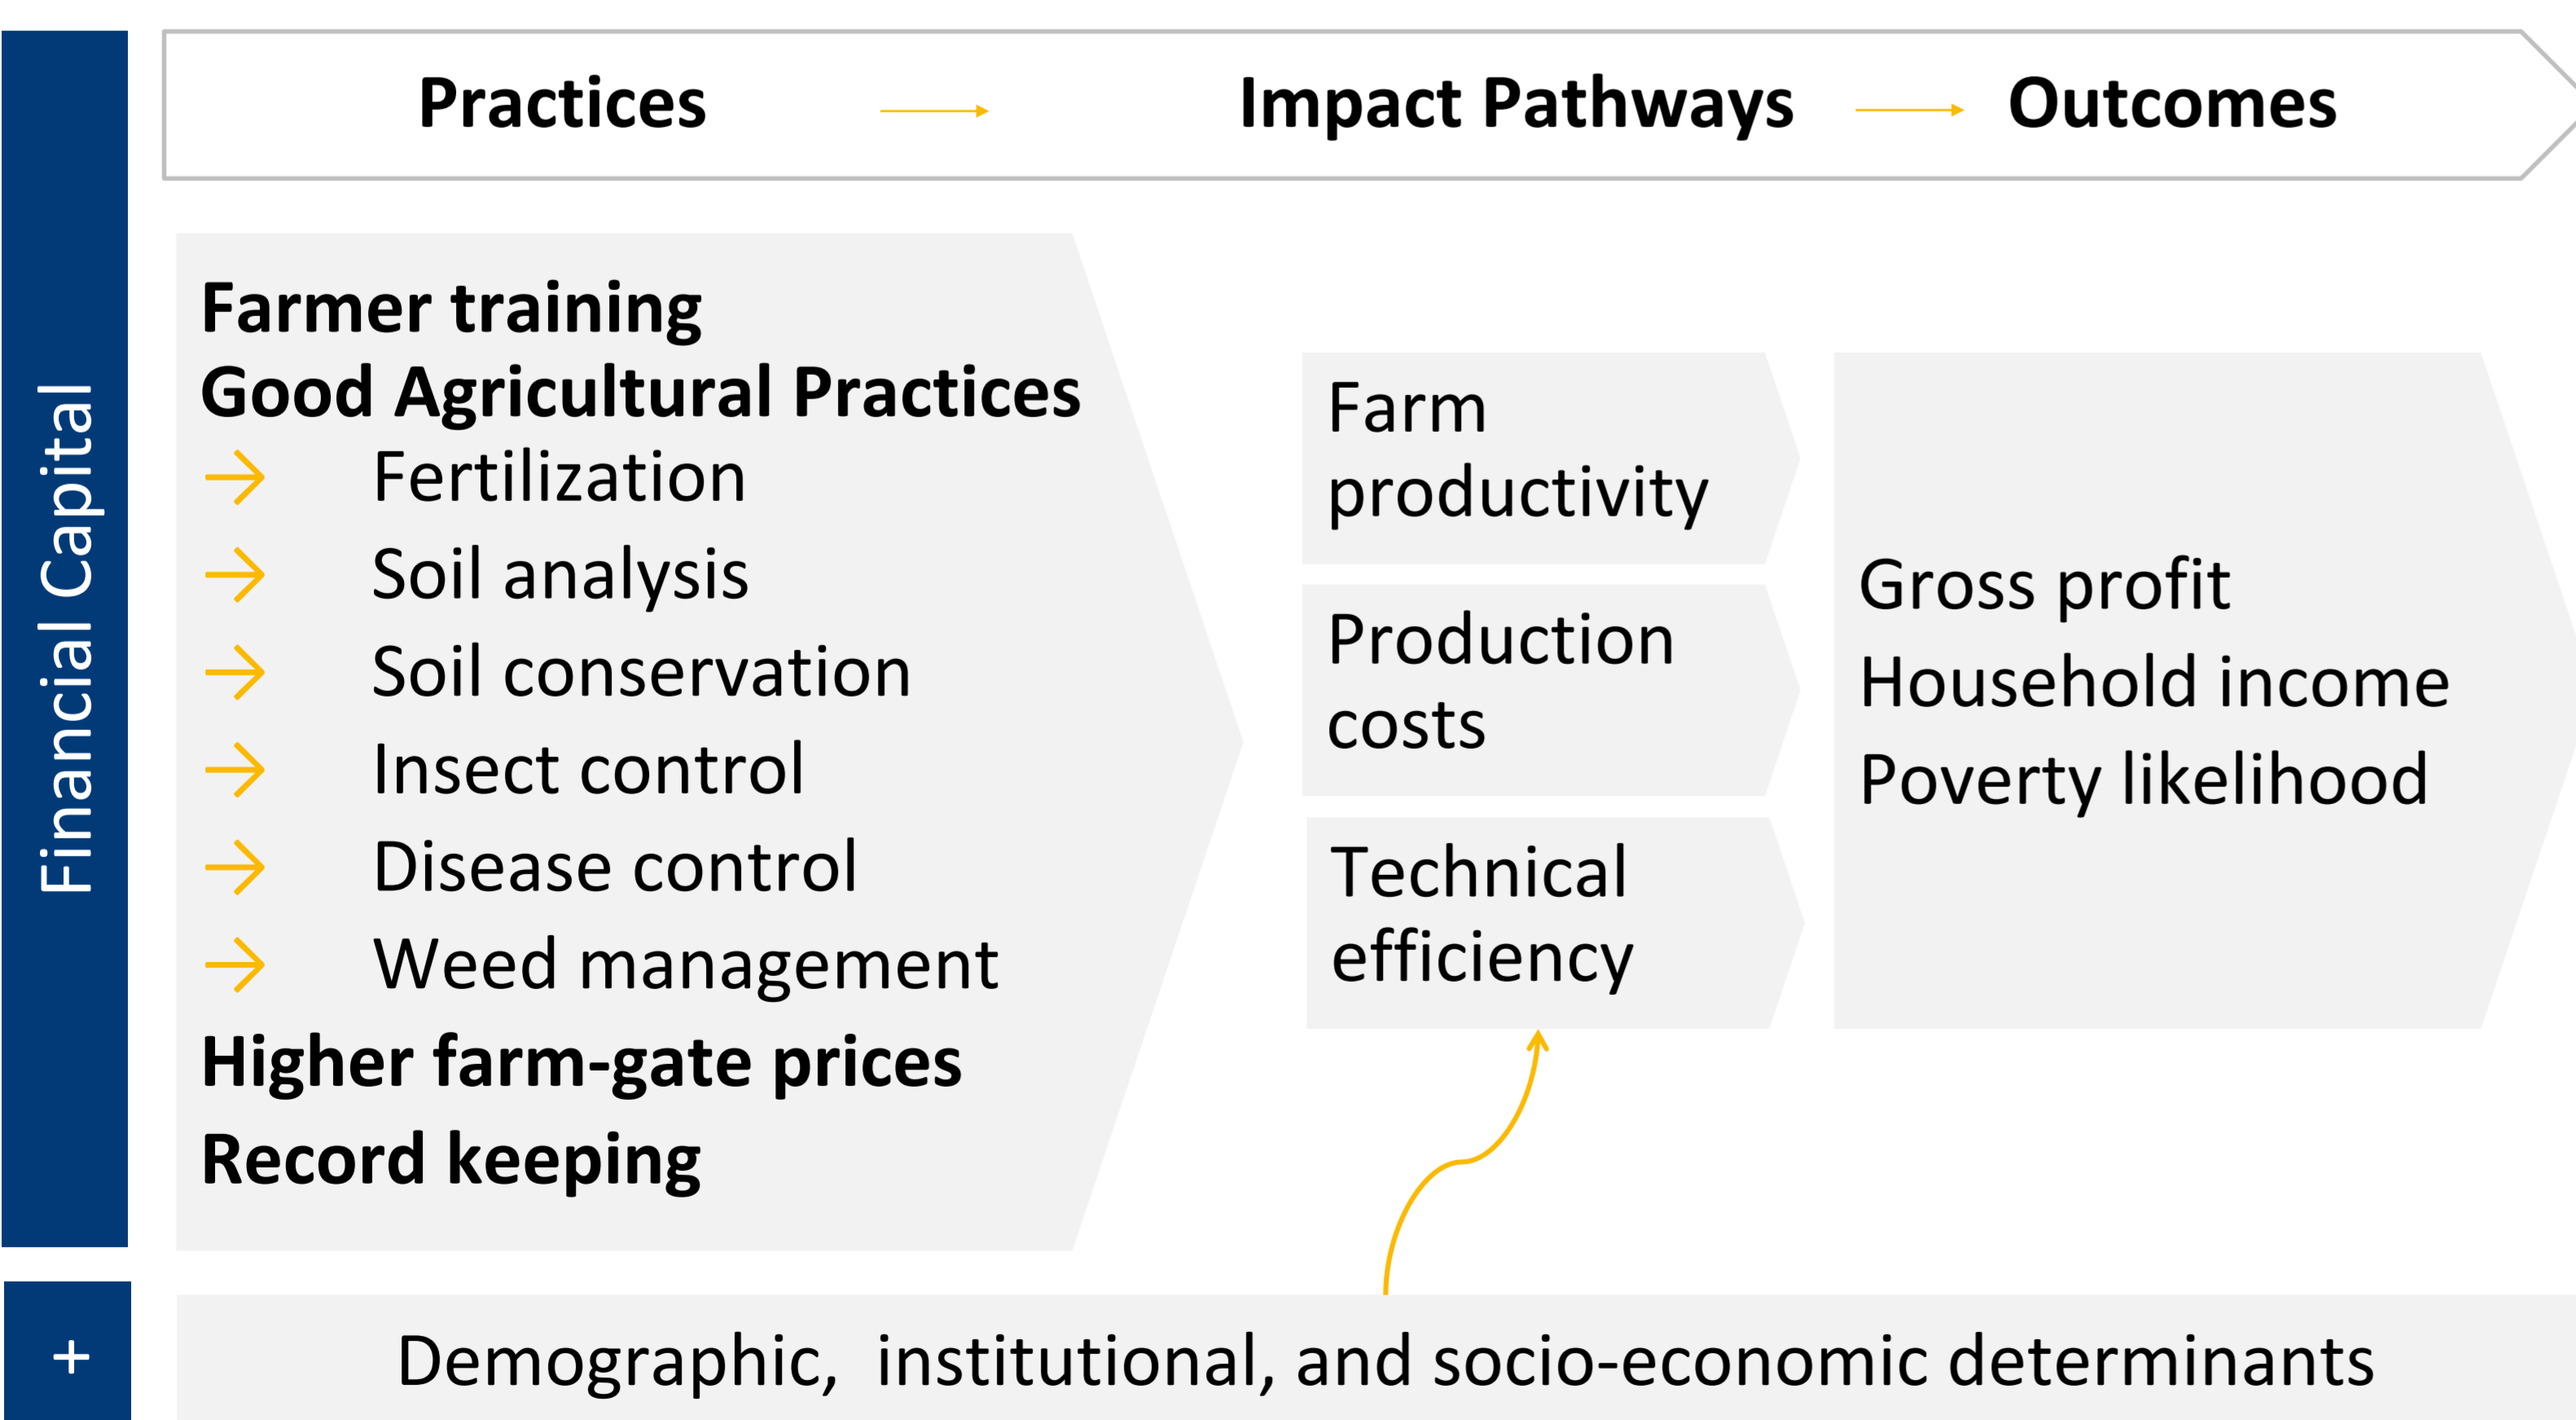 Financial Capital
Practices → Impact Pathways → Outcomes
Farmer training
Good Agricultural Practices
→ Fertilization
→ Soil analysis
→ Soil conservation
→ Insect control
→ Disease control
→ Weed management
Higher farm-gate prices
Record keeping
Farm
productivity
Production
costs
Technical
efficiency
Gross profit
Household income
Poverty likelihood
+
Demographic, institutional, and socio-economic determinants